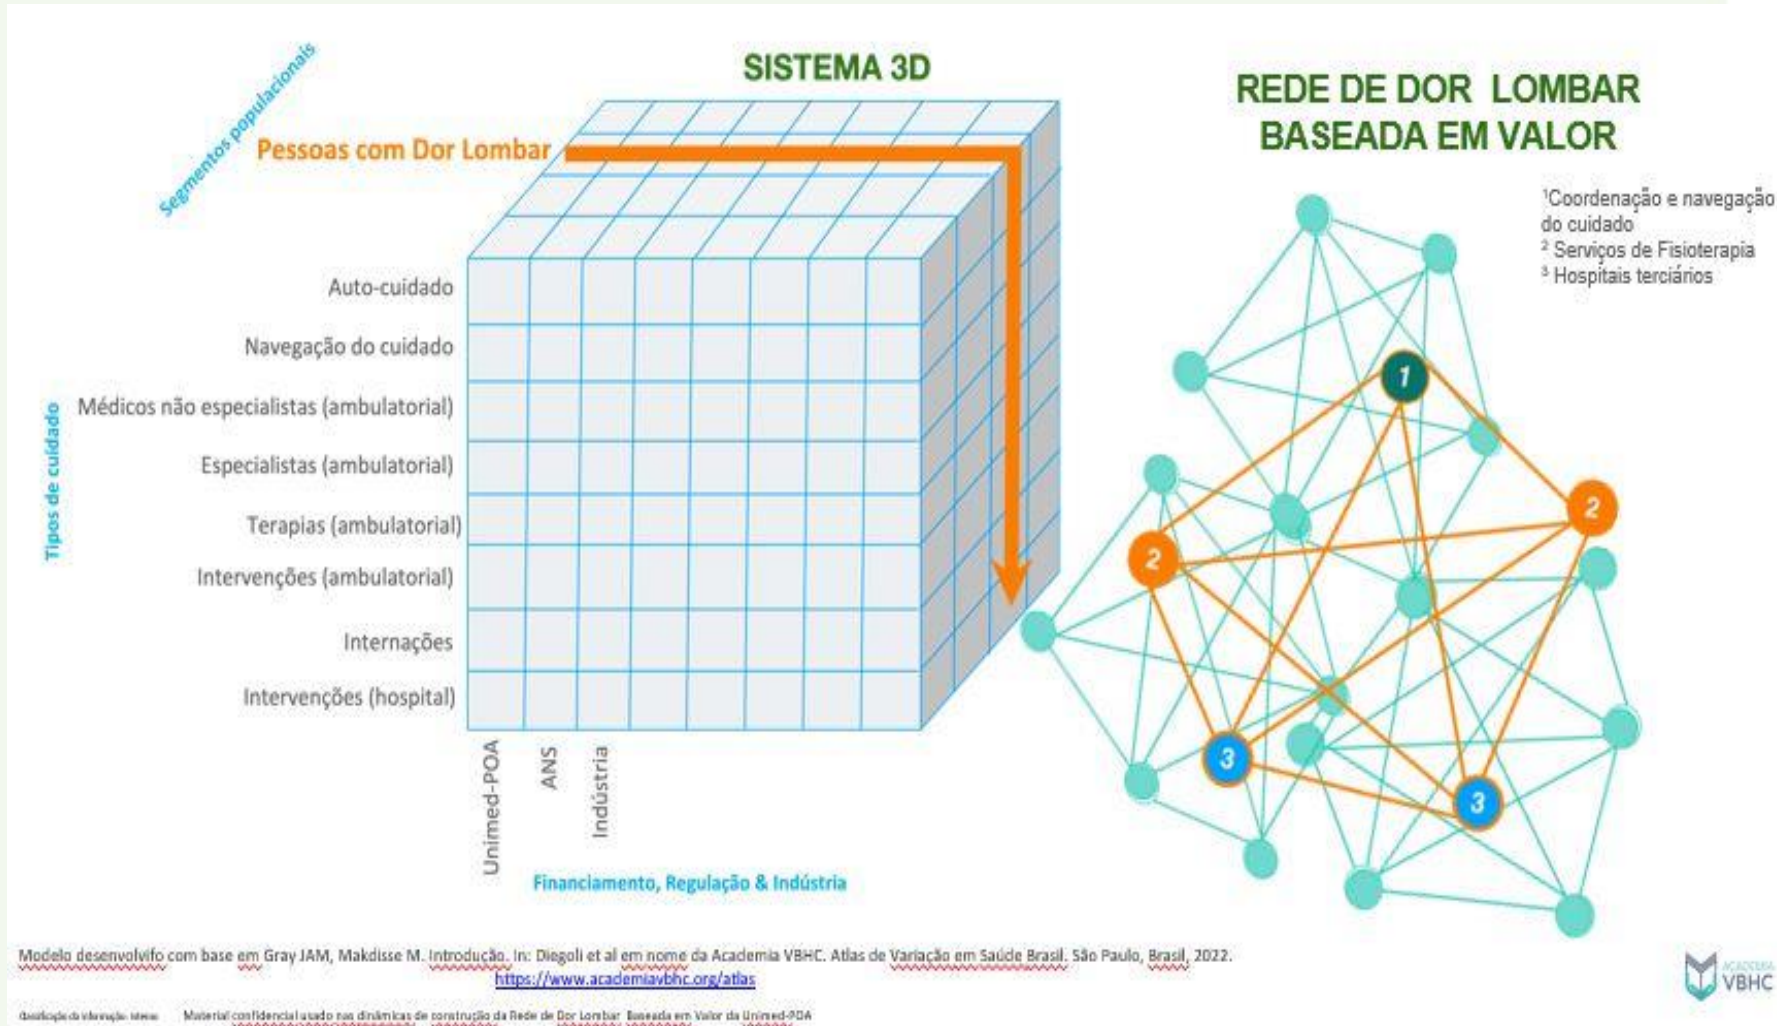 SISTEMA 3D
Segmentos populacionais
Pessoas com Dor Lombar
Tipos de cuidado
Auto-cuidado
Navegação do cuidado
Médicos não especialistas (ambulatorial)
Especialistas (ambulatorial)
Terapias (ambulatorial)
Intervenções (ambulatorial)
Internações
Intervenções (hospital)
Unimed-POA
ANS
Indústria
Financiamento, Regulação & Indústria
REDE DE DOR LOMBAR
BASEADA EM VALOR
¹Coordenação e navegação
do cuidado
² Serviços de Fisioterapia
³ Hospitais terciários
1
2
2
3
3
Modelo desenvolvifo com base em Gray JAM, Makdisse M. Introdução. In: Diegoli et al em nome da Academia VBHC. Atlas de Variação em Saúde Brasil. São Paulo, Brasil, 2022.
https://www.academiavbhc.org/atlas
Classificação da informação: Interno Material confidencial usado nas dinâmicas de construção da Rede de Dor Lombar Baseada em Valor da Unimed-POA
ACADEMIA
VBHC